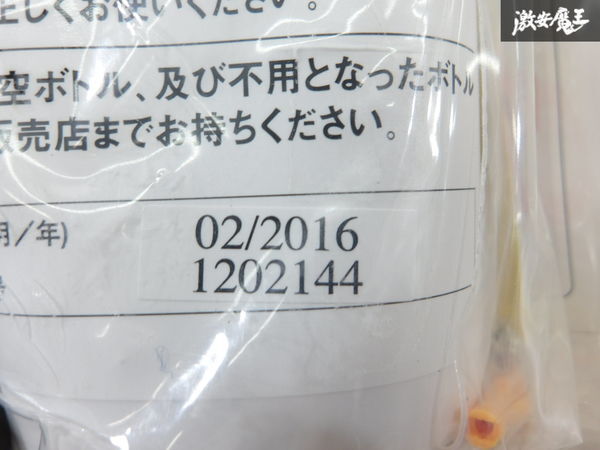 激安魔王
正しくお使いください。
空ボトル、及び不用となったボトル
販売店までお持ちください。
月/年) 02/2016
1202144